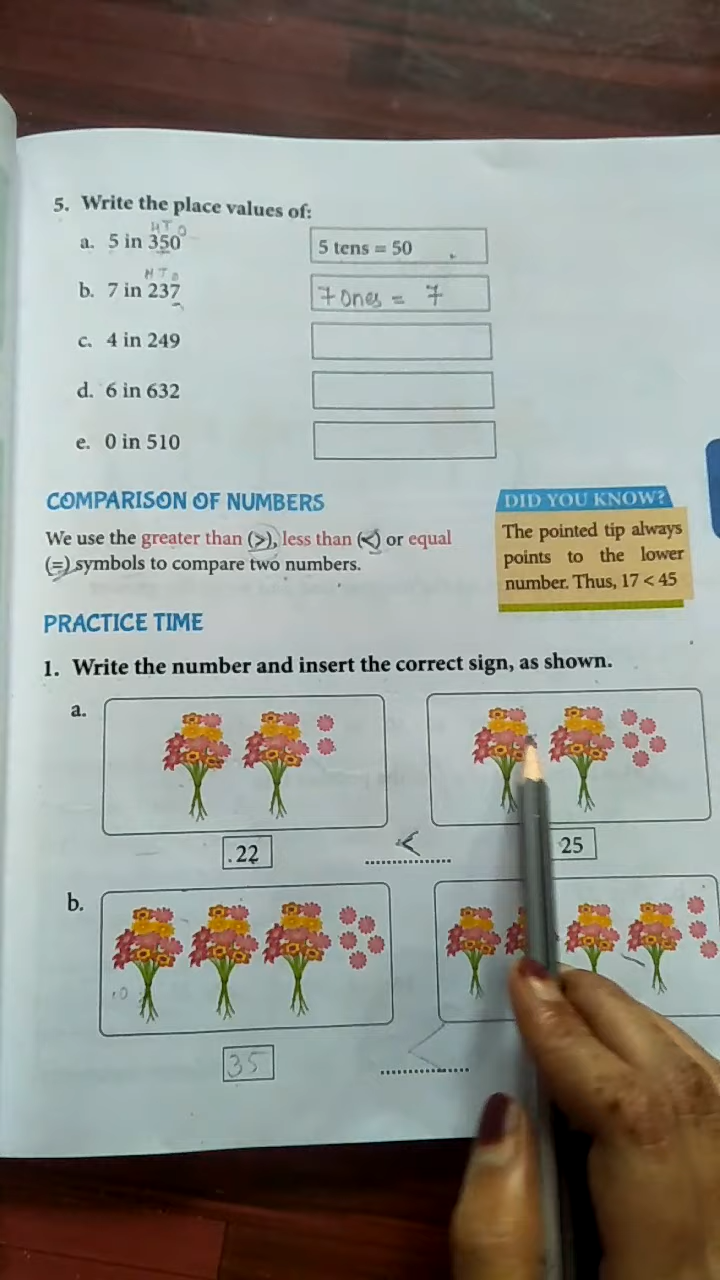 5. Write the place values of:
H T O
a. 5 in 350
5 tens = 50
H T O
b. 7 in 237
7 ones = 7
c. 4 in 249
d. 6 in 632
e. 0 in 510
COMPARISON OF NUMBERS
We use the greater than (>), less than (<) or equal
(=) symbols to compare two numbers.
DID YOU KNOW?
The pointed tip always
points to the lower
number. Thus, 17 < 45
PRACTICE TIME
1. Write the number and insert the correct sign, as shown.
a.
22 < 25
b.
10
35 <